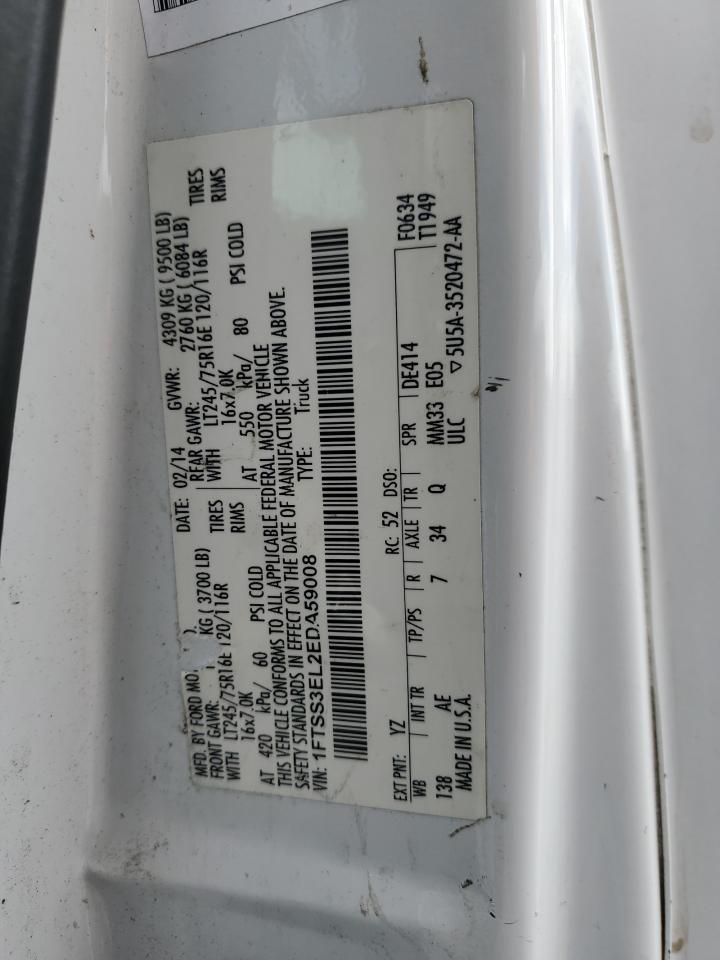 MFD. BY FORD MO
DATE: 02/14 GVWR: 4309 KG ( 9500 LB)
FRONT GAWR: KG ( 3700 LB) REAR GAWR: 2760 KG ( 6084 LB)
WITH LT245/75R16E 120/116R TIRES WITH LT245/75R16E 120/116R TIRES
16x7.0K RIMS 16x7.0K RIMS
AT 420 kPa/ 60 PSI COLD AT 550 kPa/ 80 PSI COLD
THIS VEHICLE CONFORMS TO ALL APPLICABLE FEDERAL MOTOR VEHICLE
SAFETY STANDARDS IN EFFECT ON THE DATE OF MANUFACTURE SHOWN ABOVE.
VIN: 1FTSS3EL2EDA59008 TYPE: Truck
EXT PNT: YZ RC: 52 DSO: F0634
WB INT TR TP/PS R AXLE TR SPR DE414 T1949
138 AE 7 34 Q MM33 E05
MADE IN U.S.A. ULC ▽5U5A-3520472-AA